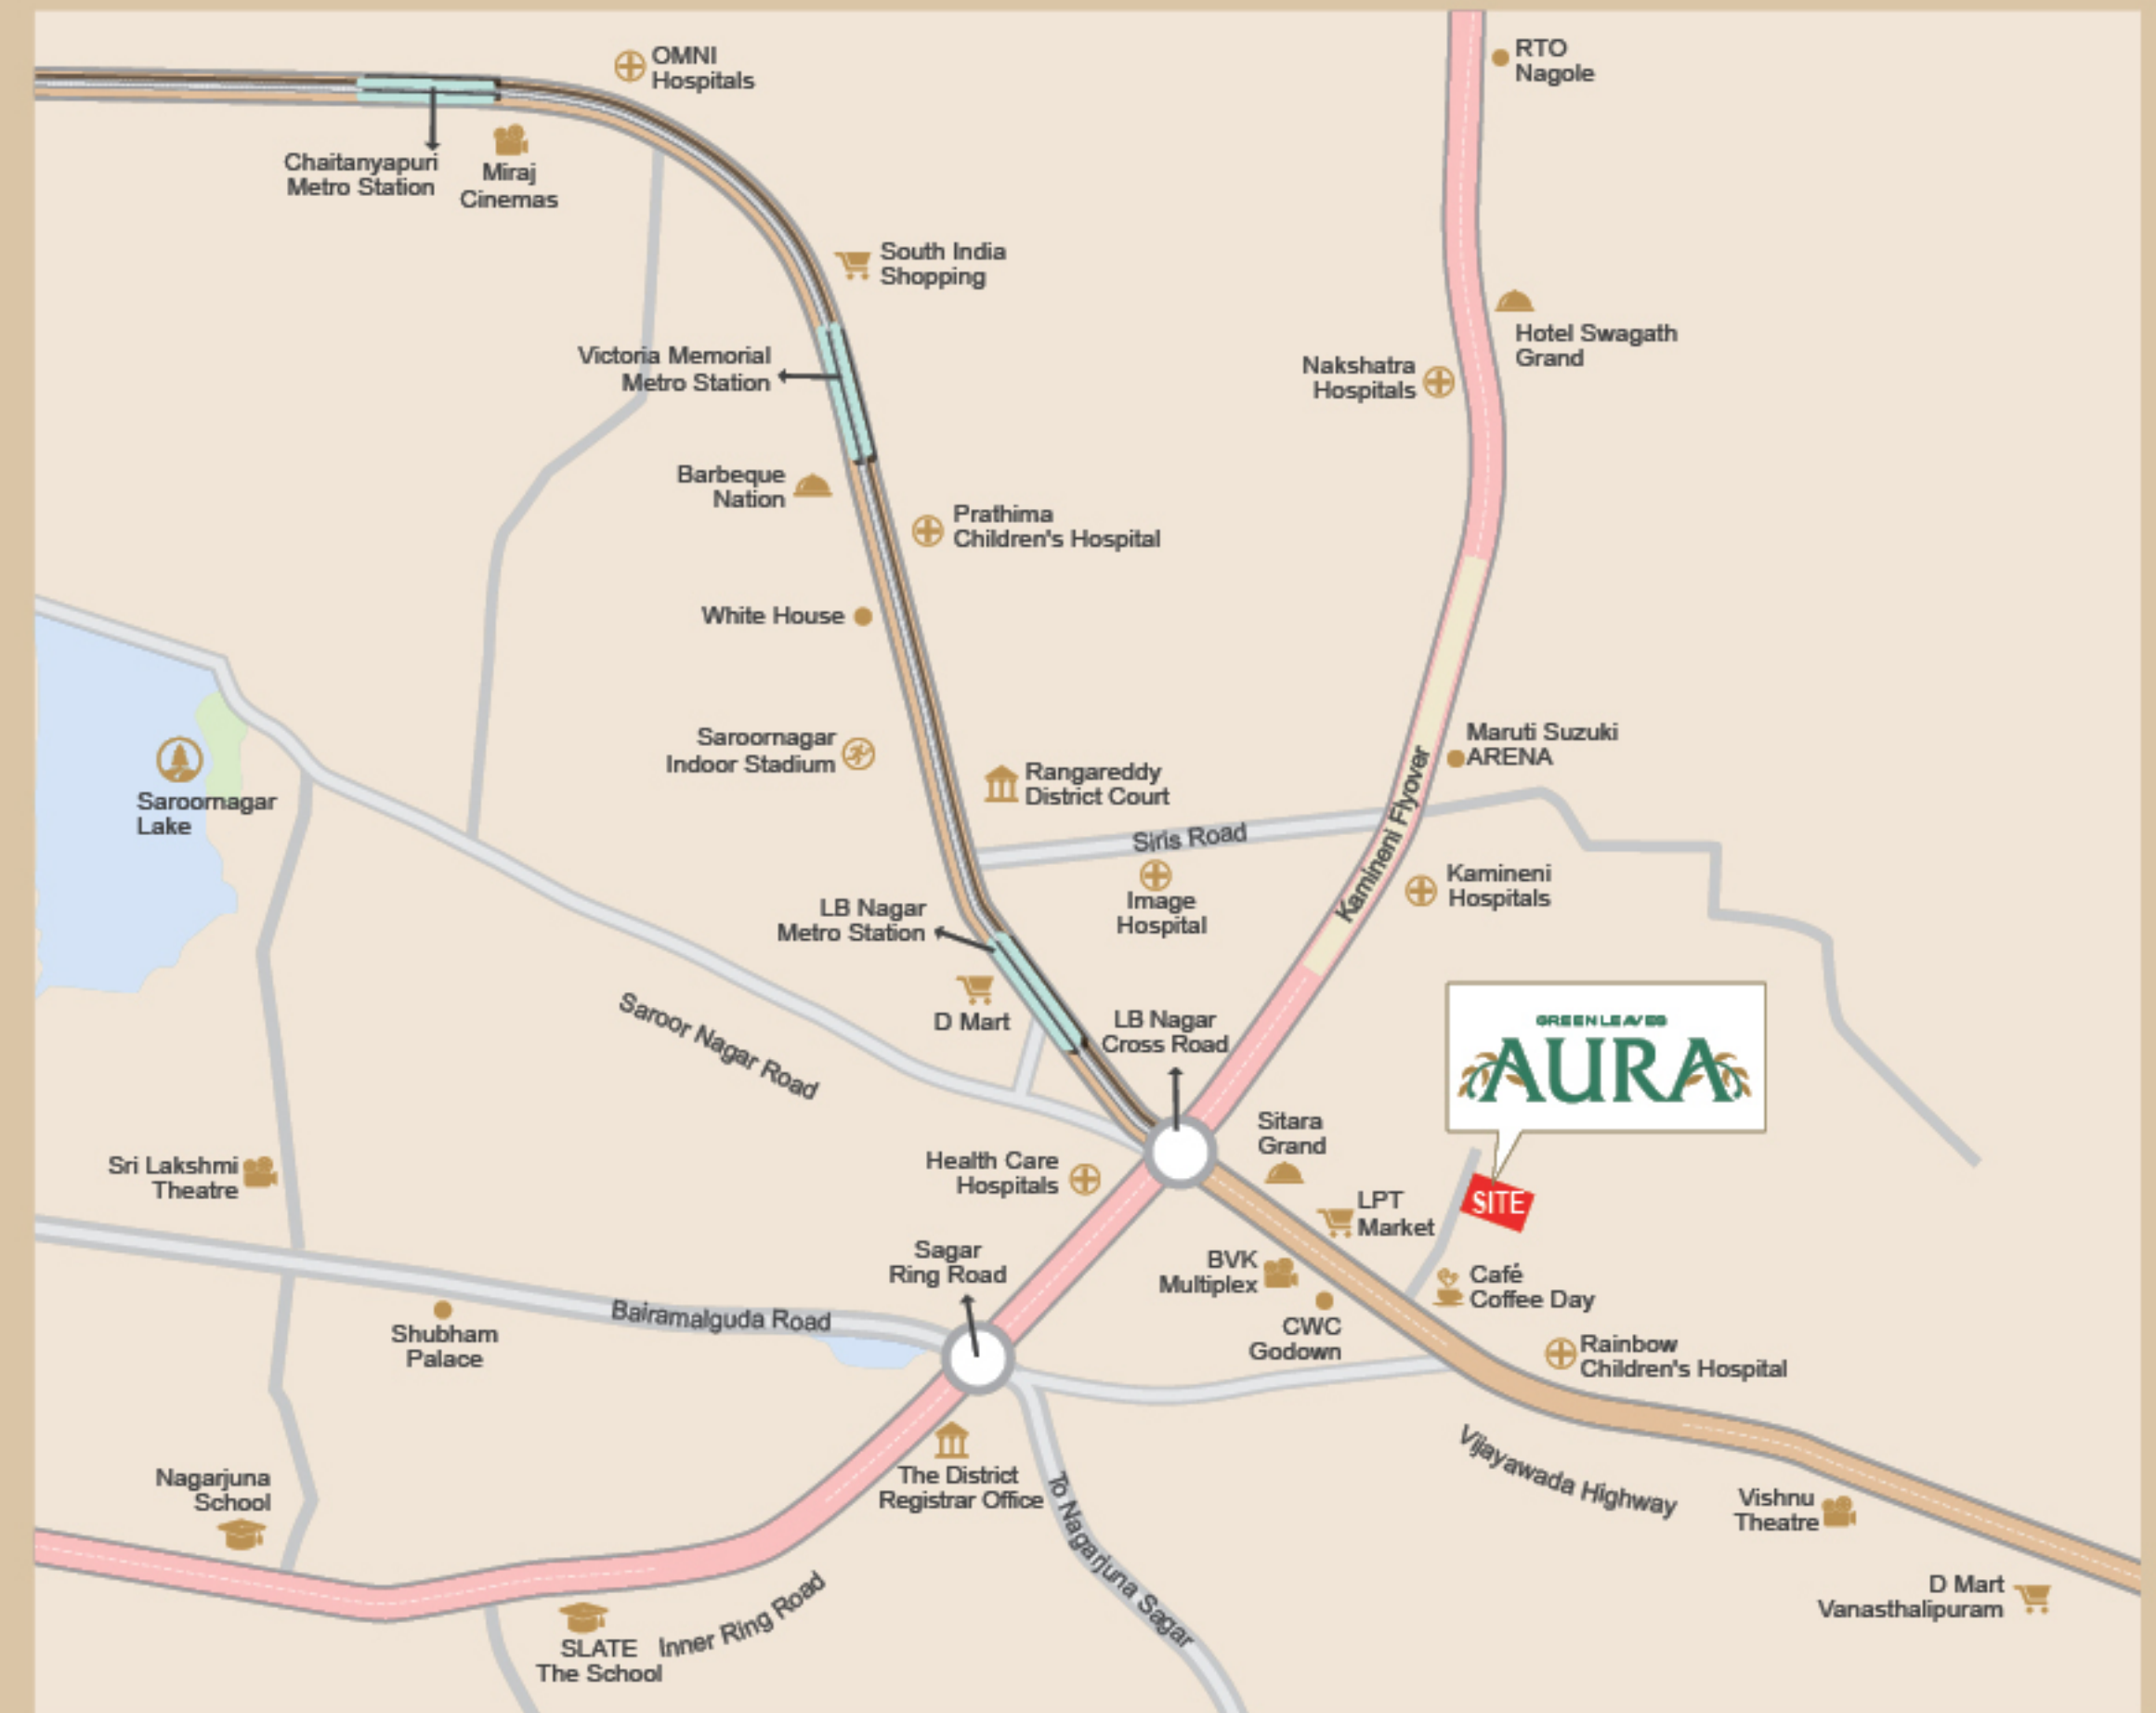 OMNI
Hospitals
RTO
Nagole
Chaitanyapuri
Metro Station
Miraj
Cinemas
South India
Shopping
Hotel Swagath
Grand
Victoria Memorial
Metro Station
Nakshatra
Hospitals
Barbeque
Nation
Prathima
Children's Hospital
White House
Saroornagar
Indoor Stadium
Maruti Suzuki
ARENA
Rangareddy
District Court
Saroornagar
Lake
Siris Road
Kamineni Flyover
Kamineni
Hospitals
Image
Hospital
LB Nagar
Metro Station
D Mart
LB Nagar
Cross Road
Saroor Nagar Road
GREEN LEAVES
AURA
Sitara
Grand
Health Care
Hospitals
Sri Lakshmi
Theatre
LPT
Market
SITE
Sagar
Ring Road
BVK
Multiplex
Café
Coffee Day
Bairamalguda Road
Shubham
Palace
CWC
Godown
Rainbow
Children's Hospital
The District
Registrar Office
Vijayawada Highway
Nagarjuna
School
To Nagarjuna Sagar
Vishnu
Theatre
D Mart
Vanasthalipuram
Inner Ring Road
SLATE
The School